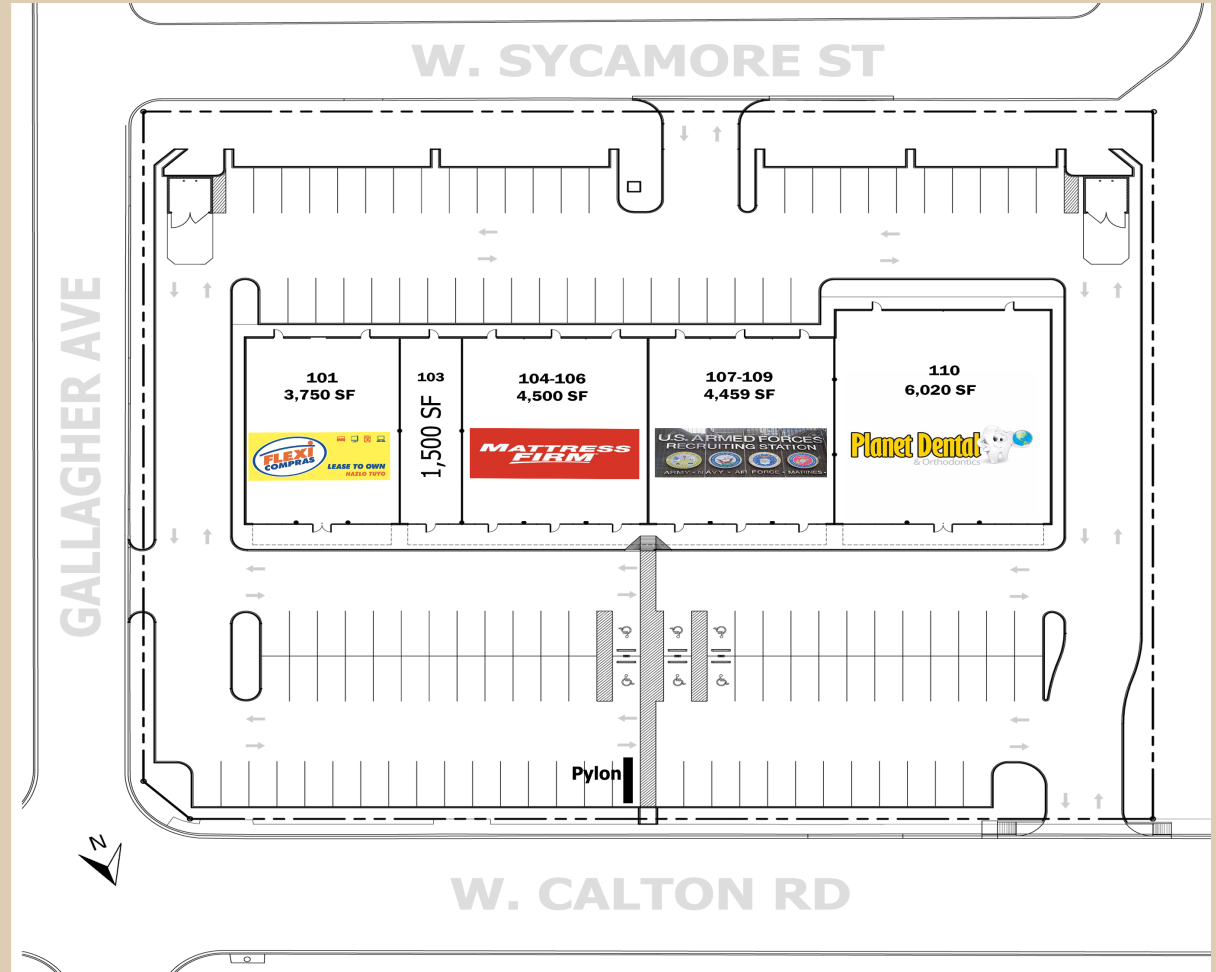 W. SYCAMORE ST
GALLAGHER AVE
101
3,750 SF
FLEXI
COMPRAS
LEASE TO OWN
HAZLO TUYO
103
1,500 SF
104-106
4,500 SF
MATTRESS
FIRM
107-109
4,459 SF
U.S. ARMED FORCES
RECRUITING STATION
ARMY • NAVY • AIR FORCE • MARINES
110
6,020 SF
Planet Dental
& Orthodontics
Pylon
N
W. CALTON RD